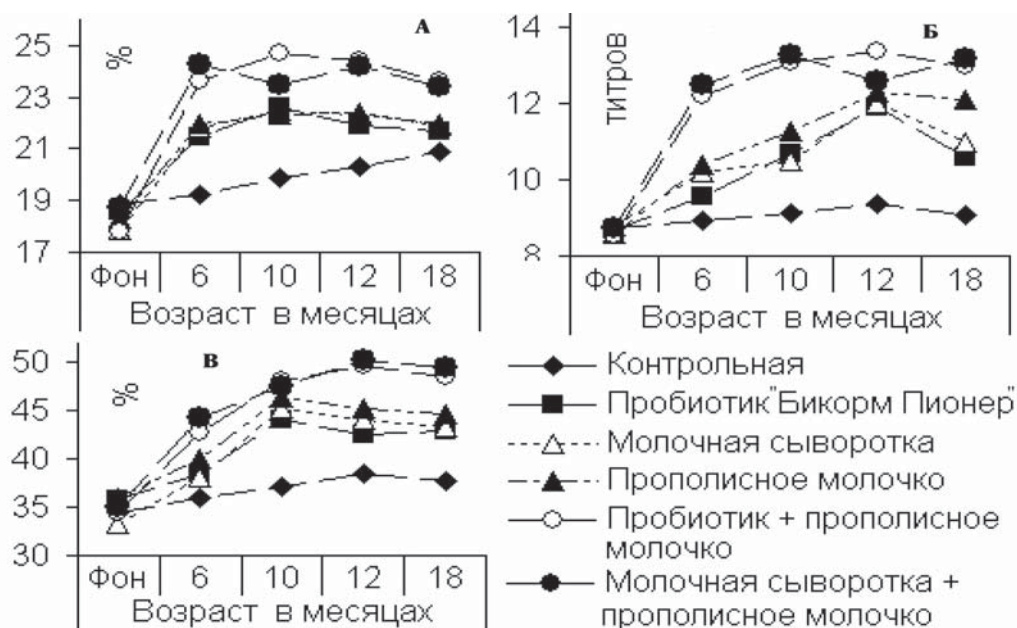 А
%
25
23
21
19
17
Фон 6 10 12 18
Возраст в месяцах
Б
титров
14
12
10
8
Фон 6 10 12 18
Возраст в месяцах
В
%
50
45
40
35
30
Фон 6 10 12 18
Возраст в месяцах
Контрольная
Пробиотик "Бикорм Пионер"
Молочная сыворотка
Прополисное молочко
Пробиотик + прополисное
молочко
Молочная сыворотка +
прополисное молочко